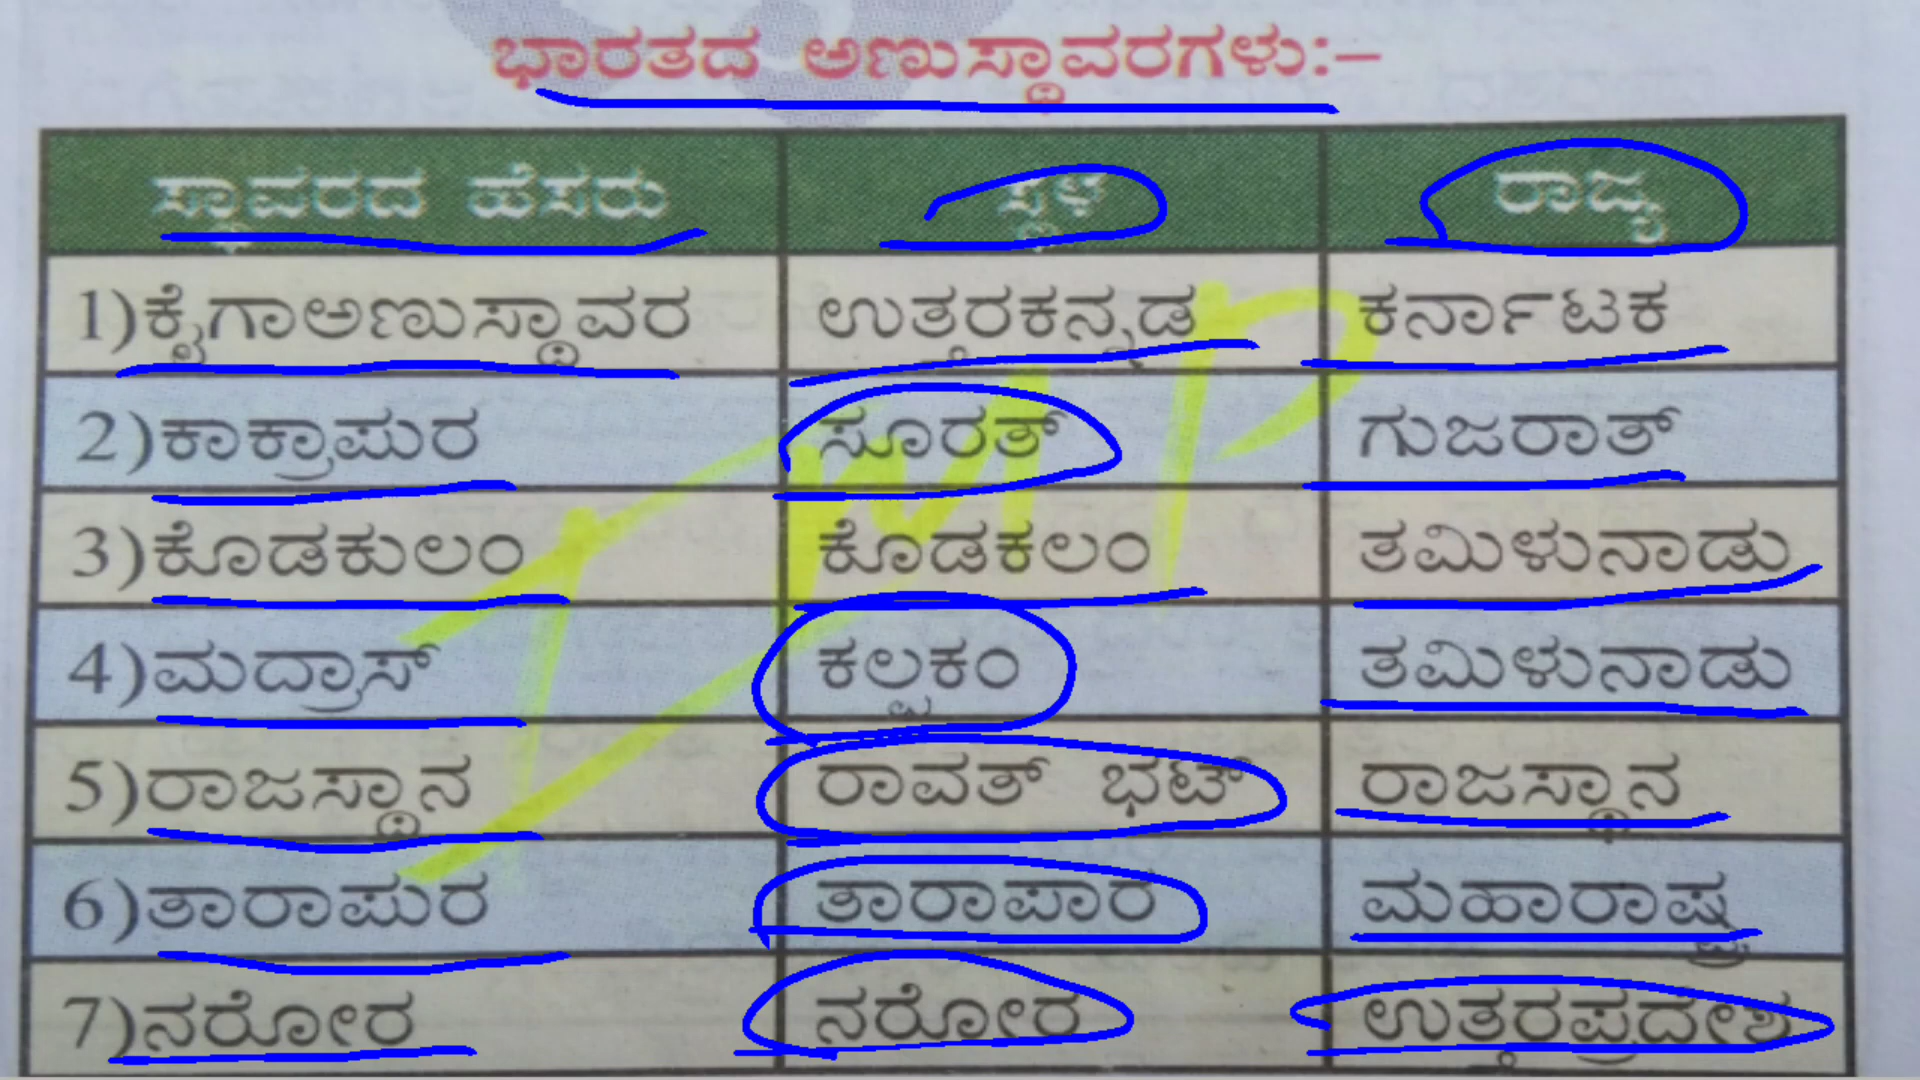 ಭಾರತದ ಅಣುಸ್ಥಾವರಗಳು:–
ಸ್ಥಾವರದ ಹೆಸರು ಸ್ಥಳ ರಾಜ್ಯ
1)ಕೈಗಾಅಣುಸ್ಥಾವರ ಉತ್ತರಕನ್ನಡ ಕರ್ನಾಟಕ
2)ಕಾಕ್ರಾಪುರ ಸೂರತ್ ಗುಜರಾತ್
3)ಕೊಡಕುಲಂ ಕೊಡಕಲಂ ತಮಿಳುನಾಡು
4)ಮದ್ರಾಸ್ ಕಲ್ಪಕಂ ತಮಿಳುನಾಡು
5)ರಾಜಸ್ಥಾನ ರಾವತ್ ಭಟ್ ರಾಜಸ್ಥಾನ
6)ತಾರಾಪುರ ತಾರಾಪಾರ ಮಹಾರಾಷ್ಟ್ರ
7)ನರೋರ ನರೋರ ಉತ್ತರಪ್ರದೇಶ
ImP